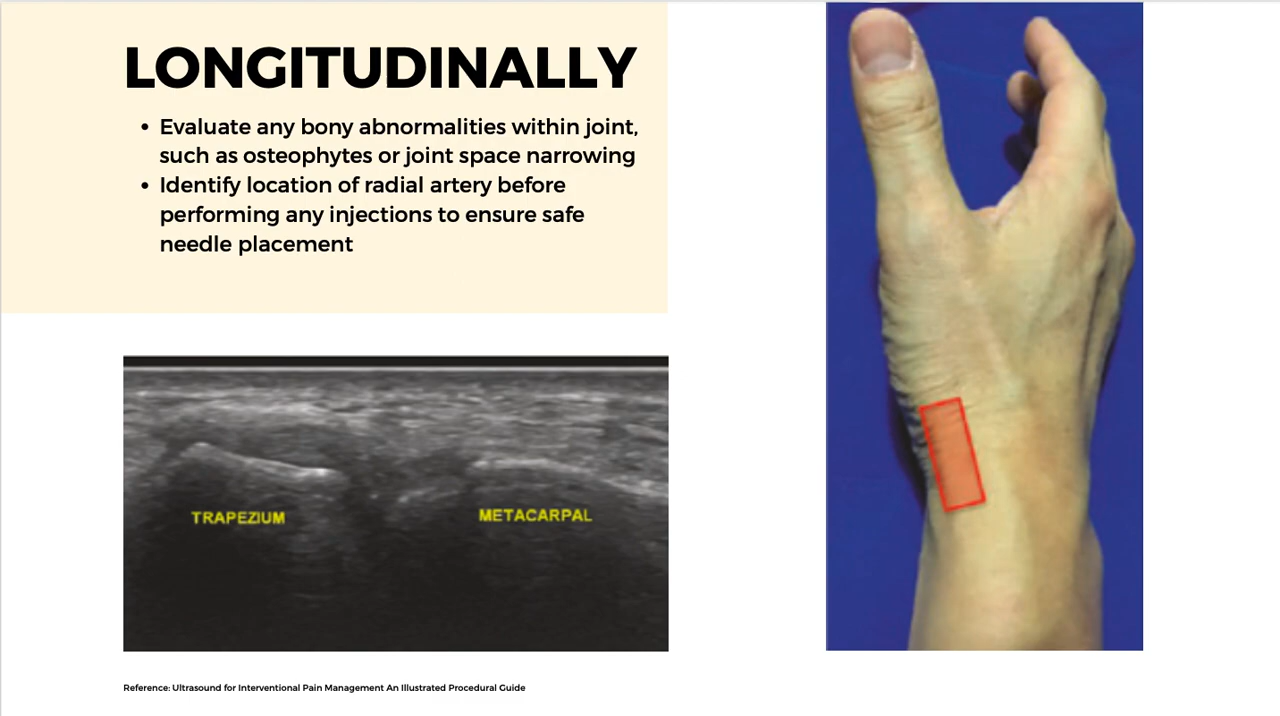 LONGITUDINALLY
• Evaluate any bony abnormalities within joint,
such as osteophytes or joint space narrowing
• Identify location of radial artery before
performing any injections to ensure safe
needle placement
TRAPEZIUM
METACARPAL
Reference: Ultrasound for Interventional Pain Management An Illustrated Procedural Guide